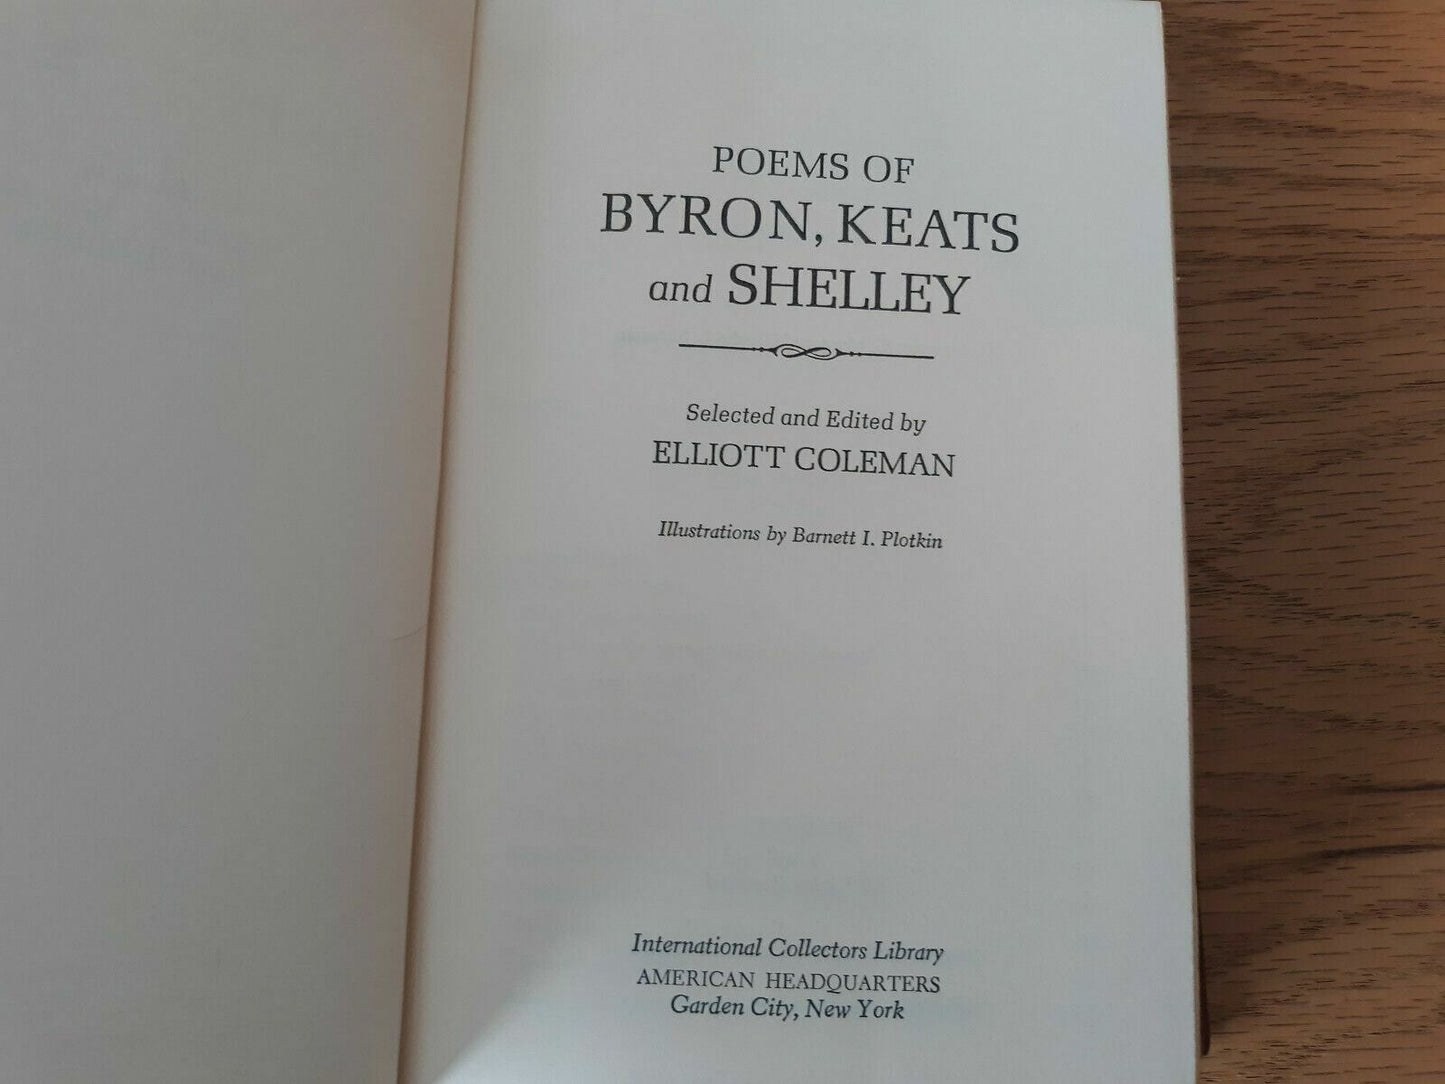 POEMS OF
BYRON, KEATS
and SHELLEY
Selected and Edited by
ELLIOTT COLEMAN
Illustrations by Barnett I. Plotkin
International Collectors Library
AMERICAN HEADQUARTERS
Garden City, New York